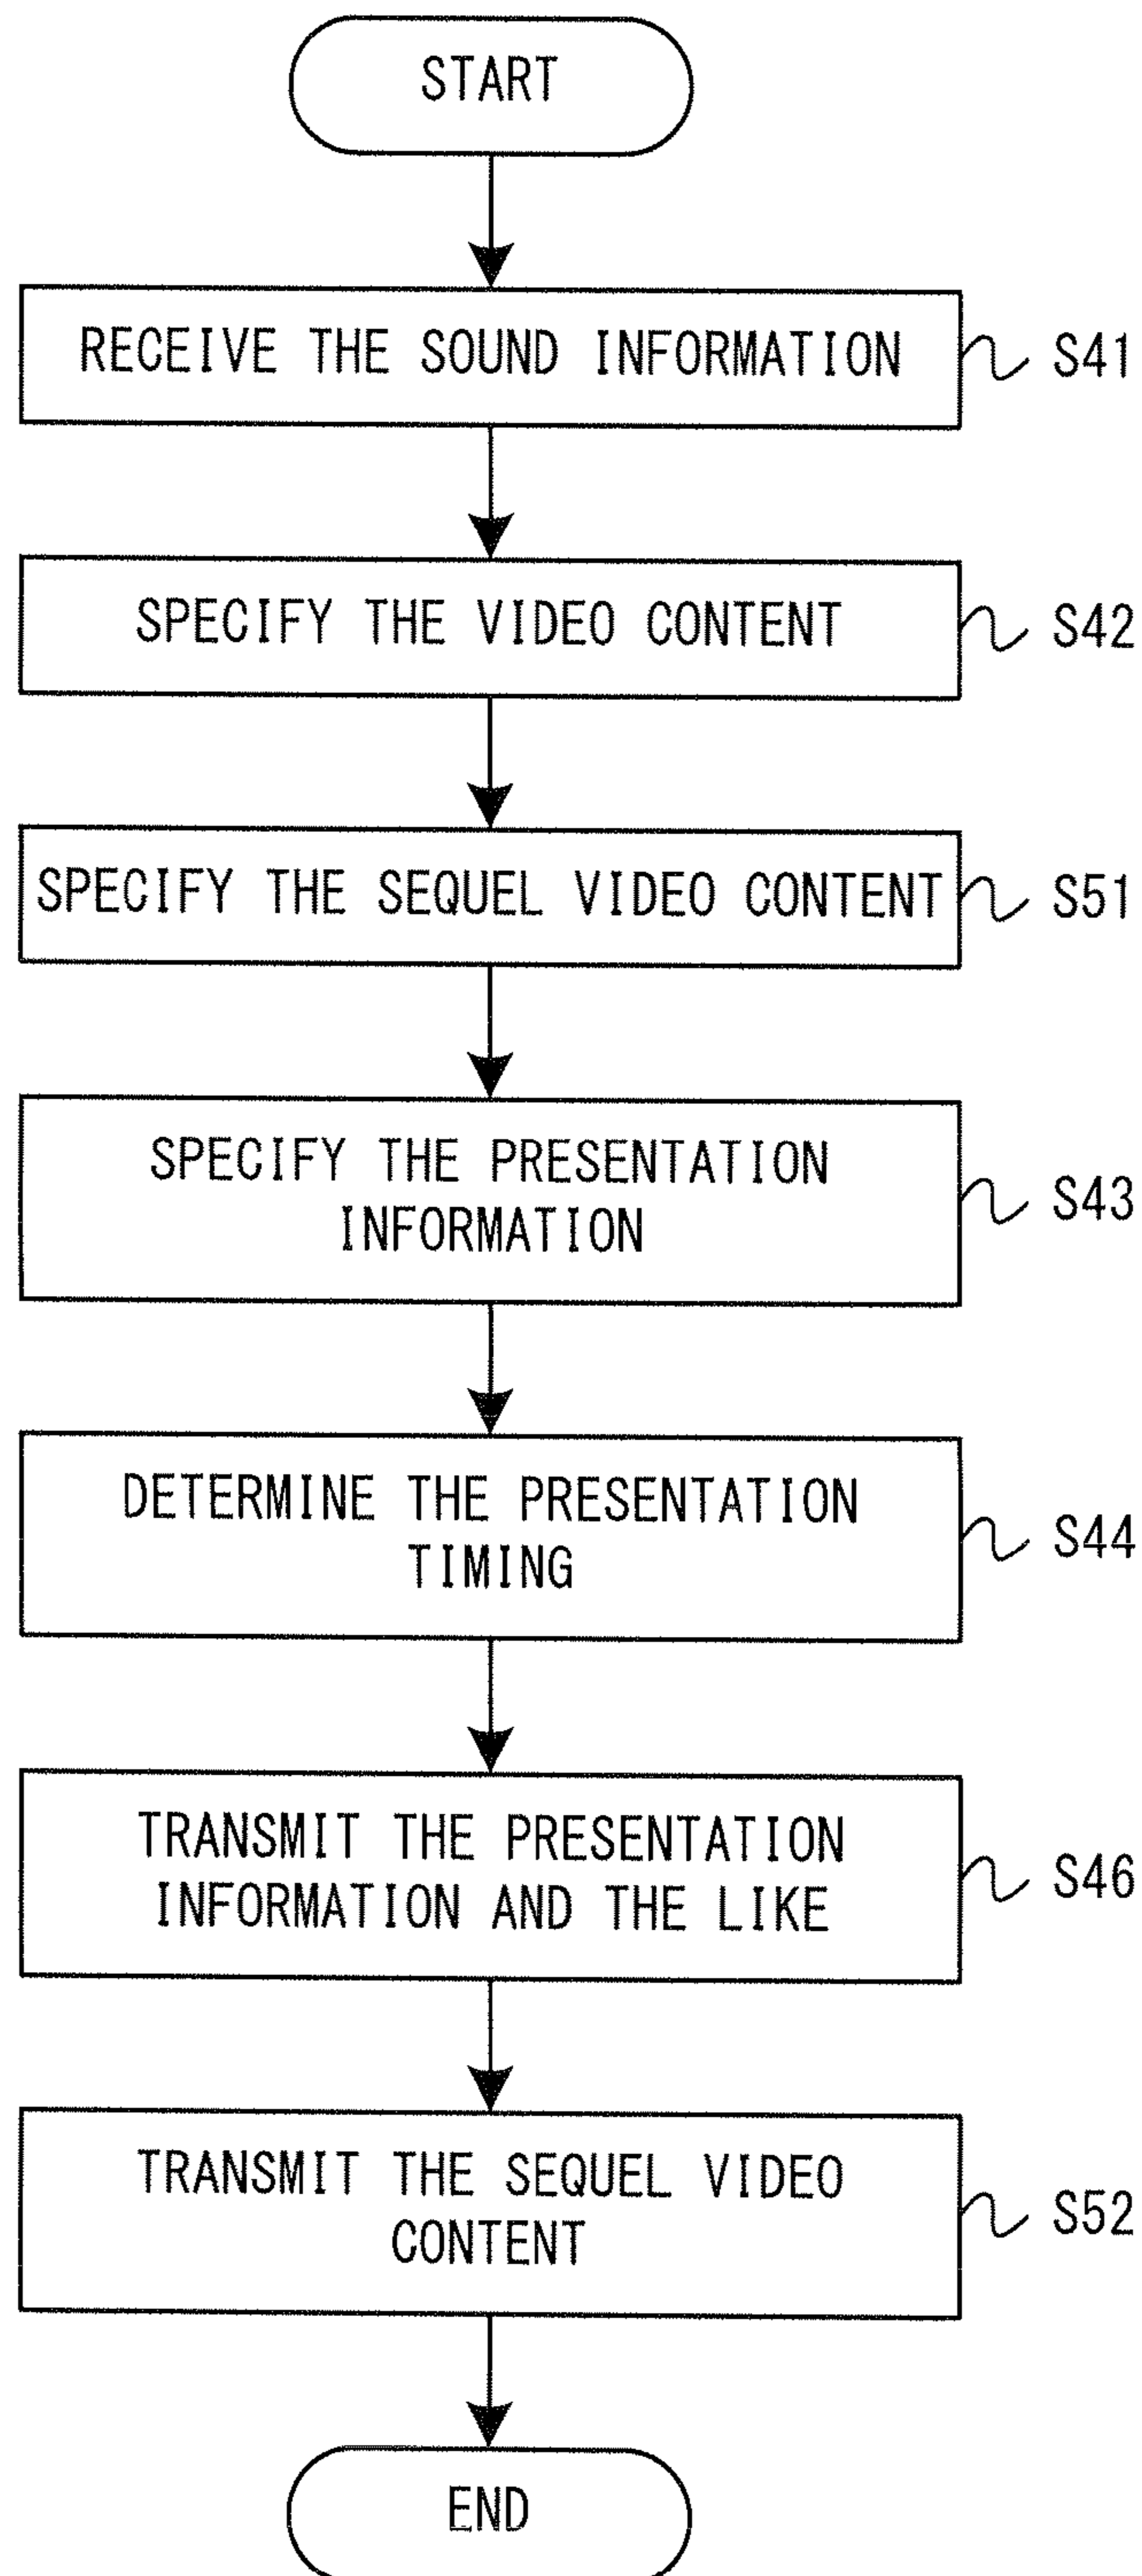 START
RECEIVE THE SOUND INFORMATION
S41
SPECIFY THE VIDEO CONTENT
S42
SPECIFY THE SEQUEL VIDEO CONTENT
S51
SPECIFY THE PRESENTATION
INFORMATION
S43
DETERMINE THE PRESENTATION
TIMING
S44
TRANSMIT THE PRESENTATION
INFORMATION AND THE LIKE
S46
TRANSMIT THE SEQUEL VIDEO
CONTENT
S52
END